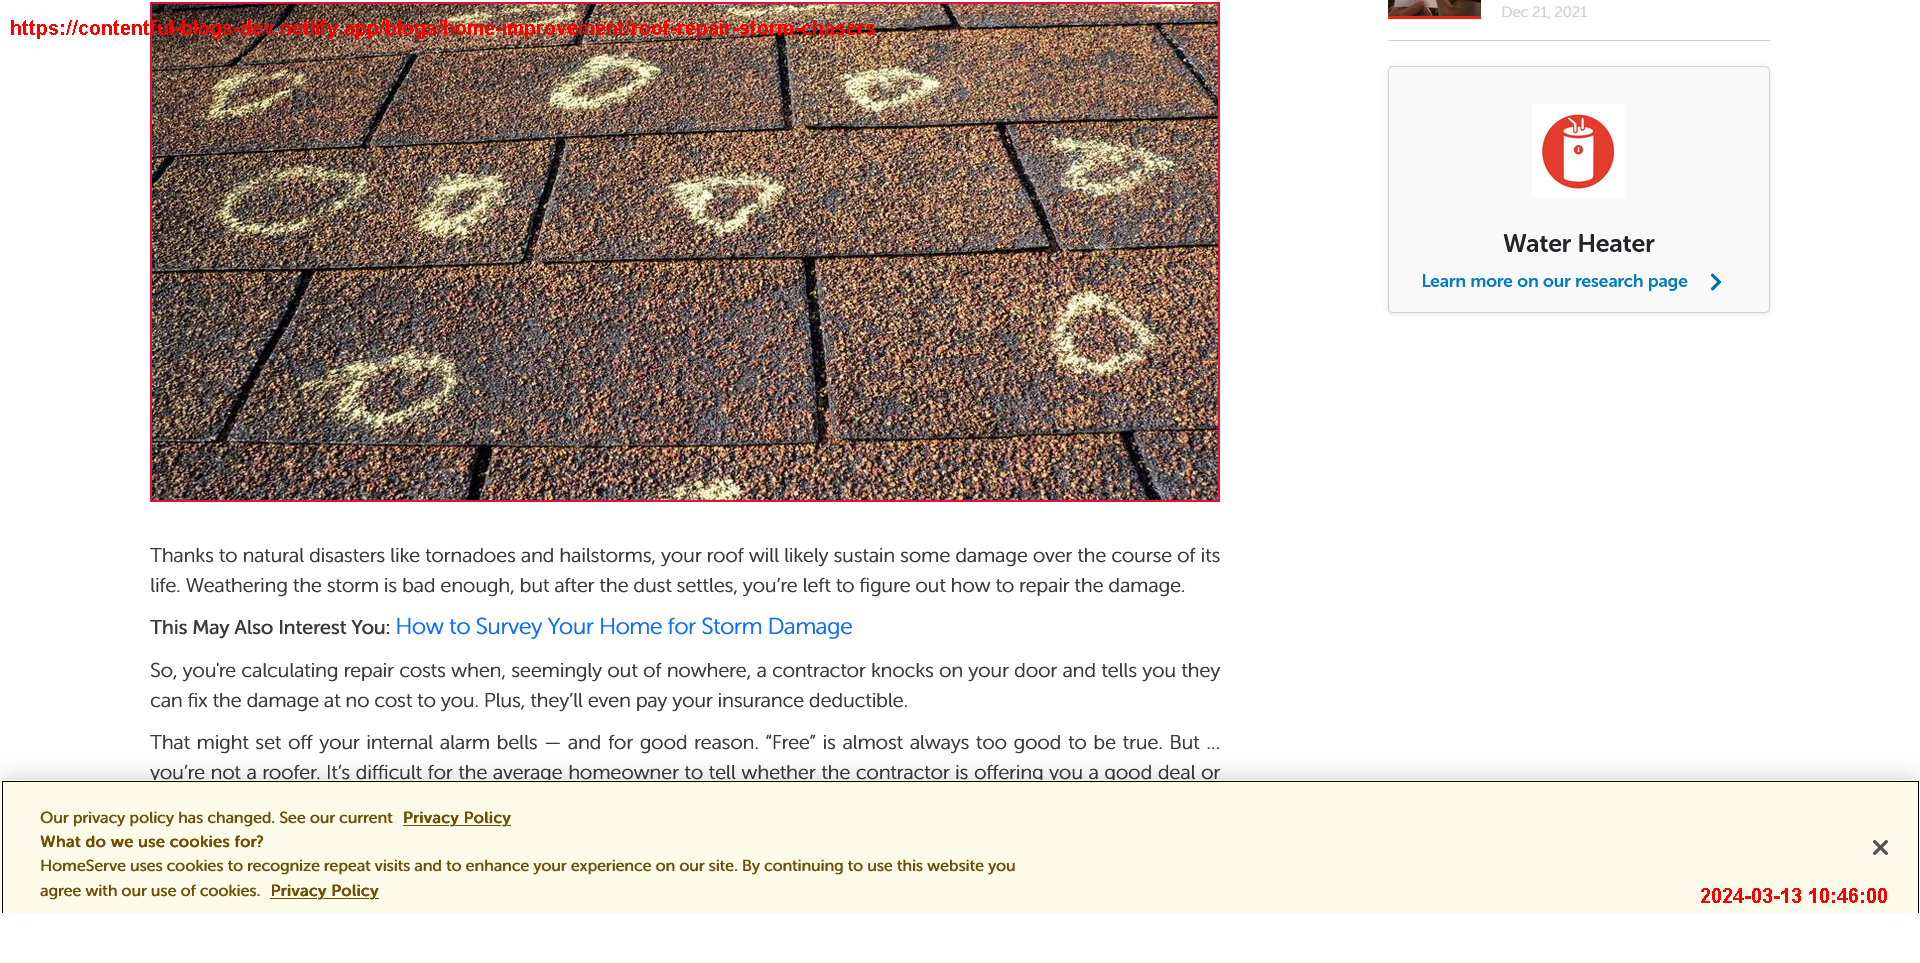 https://contentful-blogs-dev.netlify.app/blogs/home-improvement/roof-repair-storm-chasers
Dec 21, 2021
Water Heater
Learn more on our research page
Thanks to natural disasters like tornadoes and hailstorms, your roof will likely sustain some damage over the course of its
life. Weathering the storm is bad enough, but after the dust settles, you’re left to figure out how to repair the damage.
This May Also Interest You: How to Survey Your Home for Storm Damage
So, you're calculating repair costs when, seemingly out of nowhere, a contractor knocks on your door and tells you they
can fix the damage at no cost to you. Plus, they’ll even pay your insurance deductible.
That might set off your internal alarm bells — and for good reason. “Free” is almost always too good to be true. But …
you’re not a roofer. It’s difficult for the average homeowner to tell whether the contractor is offering you a good deal or
Our privacy policy has changed. See our current Privacy Policy
What do we use cookies for?
HomeServe uses cookies to recognize repeat visits and to enhance your experience on our site. By continuing to use this website you
agree with our use of cookies. Privacy Policy
2024-03-13 10:46:00